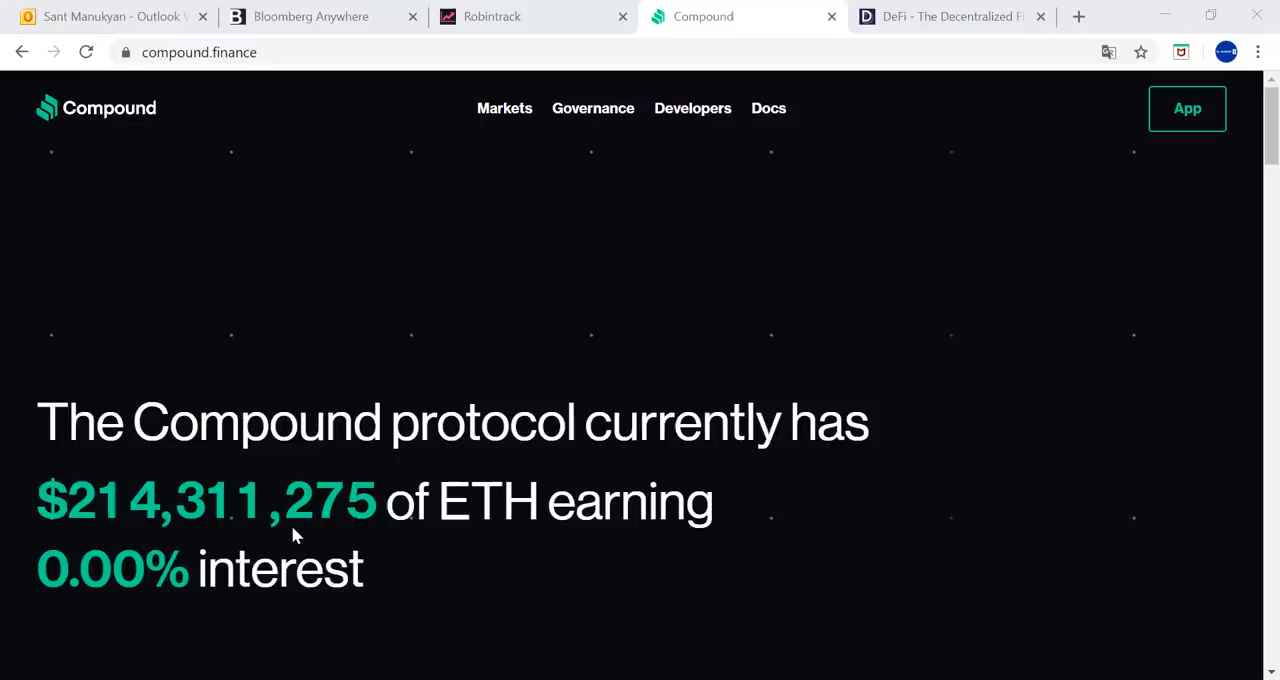 Sant Manukyan - Outlook
Bloomberg Anywhere
Robintrack
Compound
DeFi - The Decentralized
compound.finance
Compound
Markets
Governance
Developers
Docs
App
The Compound protocol currently has
$214,311,275 of ETH earning
0.00% interest